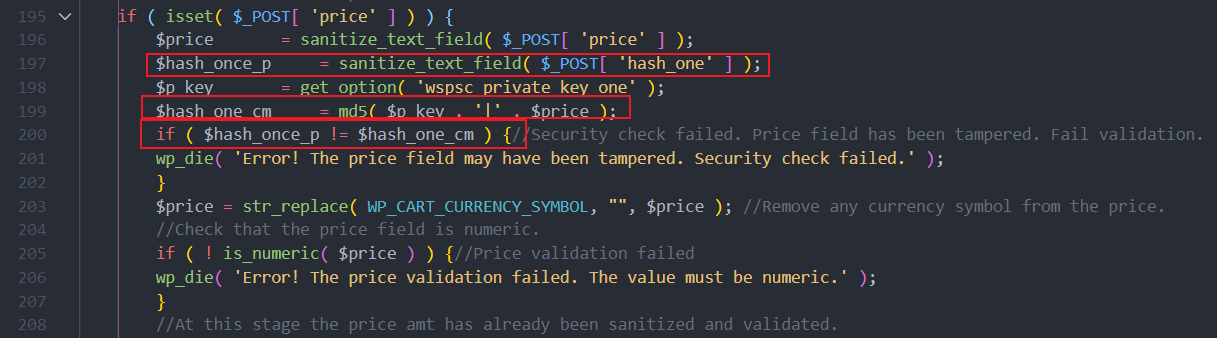 195 if ( isset( $_POST[ 'price' ] ) ) {
196 $price = sanitize_text_field( $_POST[ 'price' ] );
197 $hash_once_p = sanitize_text_field( $_POST[ 'hash_one' ] );
198 $p_key = get_option( 'wspsc_private_key_one' );
199 $hash_one_cm = md5( $p_key . '|' . $price );
200 if ( $hash_once_p != $hash_one_cm ) {//Security check failed. Price field has been tampered. Fail validation.
201 wp_die( 'Error! The price field may have been tampered. Security check failed.' );
202 }
203 $price = str_replace( WP_CART_CURRENCY_SYMBOL, "", $price ); //Remove any currency symbol from the price.
204 //Check that the price field is numeric.
205 if ( ! is_numeric( $price ) ) {//Price validation failed
206 wp_die( 'Error! The price validation failed. The value must be numeric.' );
207 }
208 //At this stage the price amt has already been sanitized and validated.